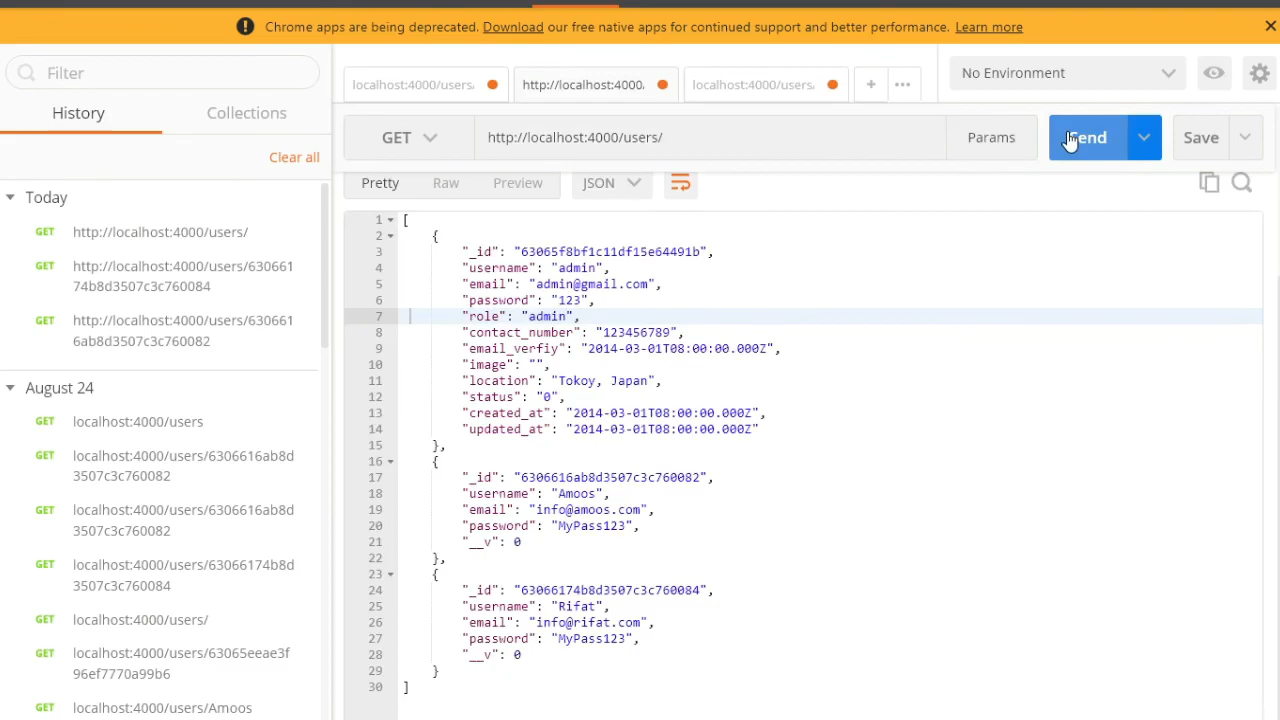 Chrome apps are being deprecated. Download our free native apps for continued support and better performance. Learn more
Filter
History Collections
Clear all
Today
GET http://localhost:4000/users/
GET http://localhost:4000/users/630661
74b8d3507c3c760084
GET http://localhost:4000/users/630661
6ab8d3507c3c760082
August 24
GET localhost:4000/users
GET localhost:4000/users/6306616ab8d
3507c3c760082
GET localhost:4000/users/6306616ab8d
3507c3c760082
GET localhost:4000/users/63066174b8d
3507c3c760084
GET localhost:4000/users/
GET localhost:4000/users/63065eeae3f
96ef7770a99b6
localhost:4000/users/Amoos
localhost:4000/users/ http://localhost:4000/ localhost:4000/users/ + ...
No Environment
GET http://localhost:4000/users/ Params Send Save
Pretty Raw Preview JSON
1 [
2 {
3 "_id": "63065f8bf1c11df15e64491b",
4 "username": "admin",
5 "email": "admin@gmail.com",
6 "password": "123",
7 "role": "admin",
8 "contact_number": "123456789",
9 "email_verfiy": "2014-03-01T08:00:00.000Z",
10 "image": "",
11 "location": "Tokoy, Japan",
12 "status": "0",
13 "created_at": "2014-03-01T08:00:00.000Z",
14 "updated_at": "2014-03-01T08:00:00.000Z"
15 },
16 {
17 "_id": "6306616ab8d3507c3c760082",
18 "username": "Amoos",
19 "email": "info@amoos.com",
20 "password": "MyPass123",
21 "__v": 0
22 },
23 {
24 "_id": "63066174b8d3507c3c760084",
25 "username": "Rifat",
26 "email": "info@rifat.com",
27 "password": "MyPass123",
28 "__v": 0
29 }
30 ]